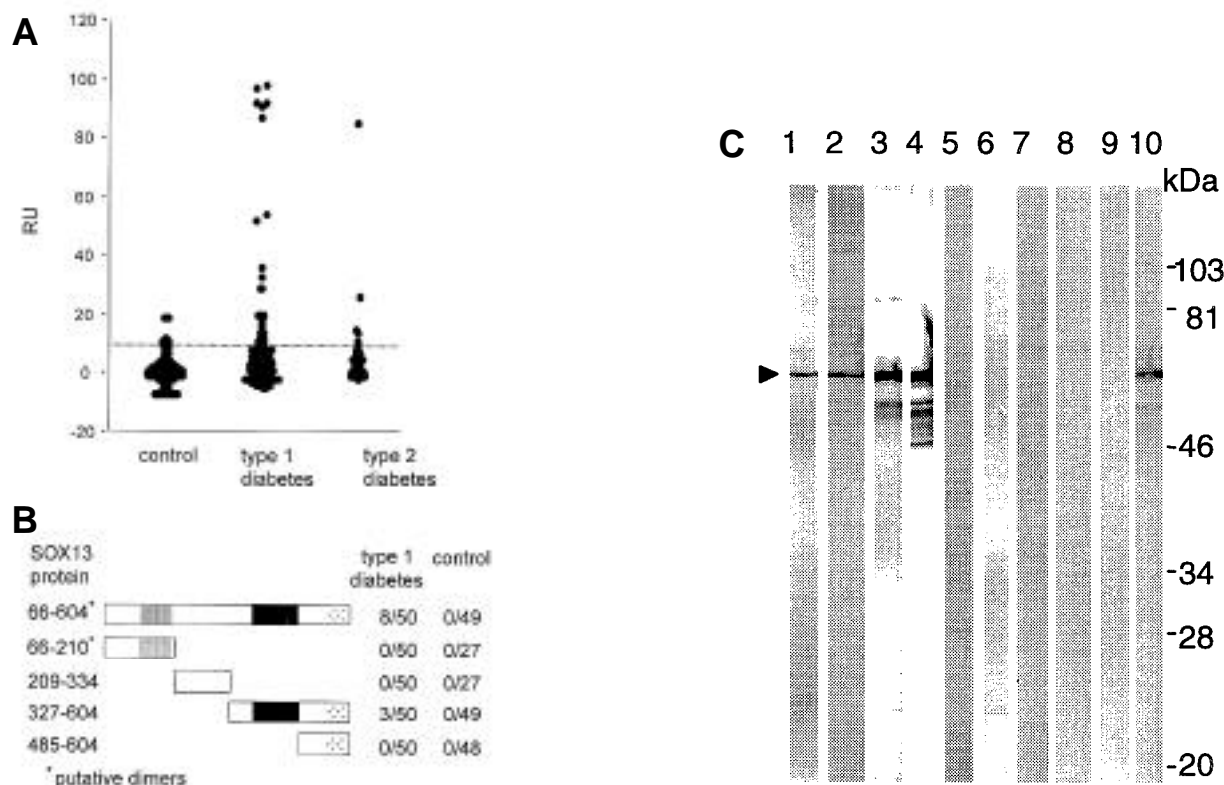 A
120
100
80
60
40
20
0
-20
RU
control
type 1 diabetes
type 2 diabetes
B
SOX13 protein
type 1 diabetes
control
66-604* 8/50 0/49
66-210* 0/50 0/27
209-334 0/50 0/27
327-604 3/50 0/49
485-604 0/50 0/48
* putative dimers
C 1 2 3 4 5 6 7 8 9 10
kDa
-103
- 81
-46
-34
-28
-20